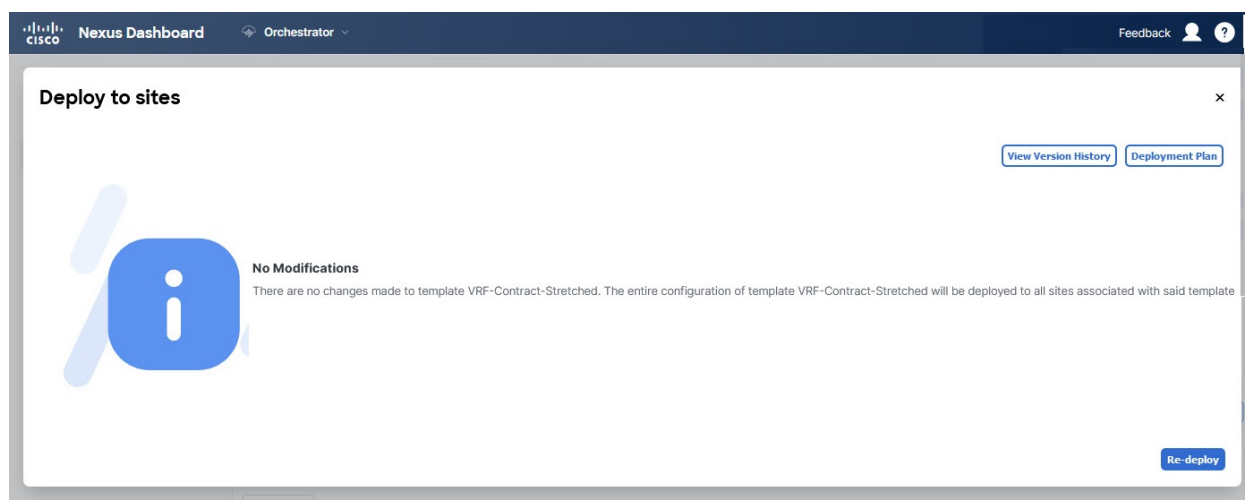 CISCO Nexus Dashboard Orchestrator Feedback ?
Deploy to sites
View Version History Deployment Plan
No Modifications
There are no changes made to template VRF-Contract-Stretched. The entire configuration of template VRF-Contract-Stretched will be deployed to all sites associated with said template
Re-deploy